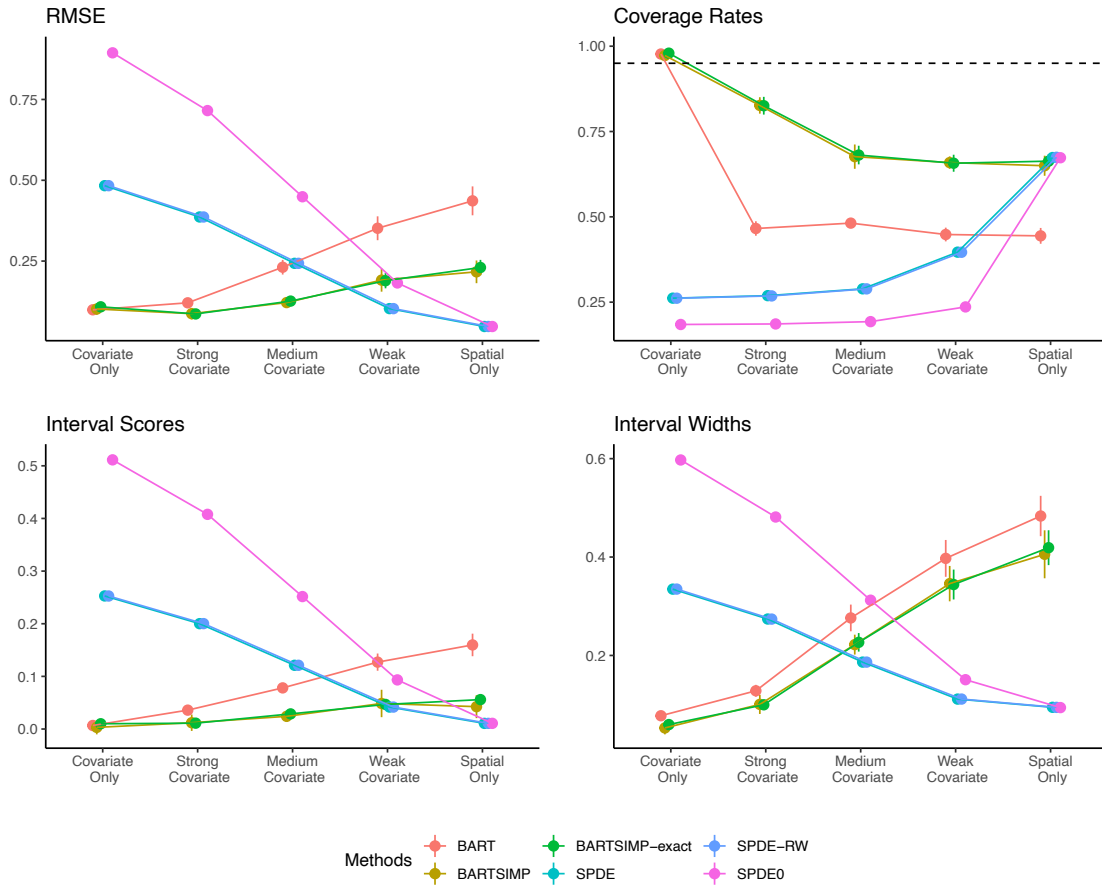 RMSE
0.75
0.50
0.25
Covariate Only
Strong Covariate
Medium Covariate
Weak Covariate
Spatial Only
Coverage Rates
1.00
0.75
0.50
0.25
Covariate Only
Strong Covariate
Medium Covariate
Weak Covariate
Spatial Only
Interval Scores
0.5
0.4
0.3
0.2
0.1
0.0
Covariate Only
Strong Covariate
Medium Covariate
Weak Covariate
Spatial Only
Interval Widths
0.6
0.4
0.2
Covariate Only
Strong Covariate
Medium Covariate
Weak Covariate
Spatial Only
Methods
BART
BARTSIMP
BARTSIMP−exact
SPDE
SPDE−RW
SPDE0